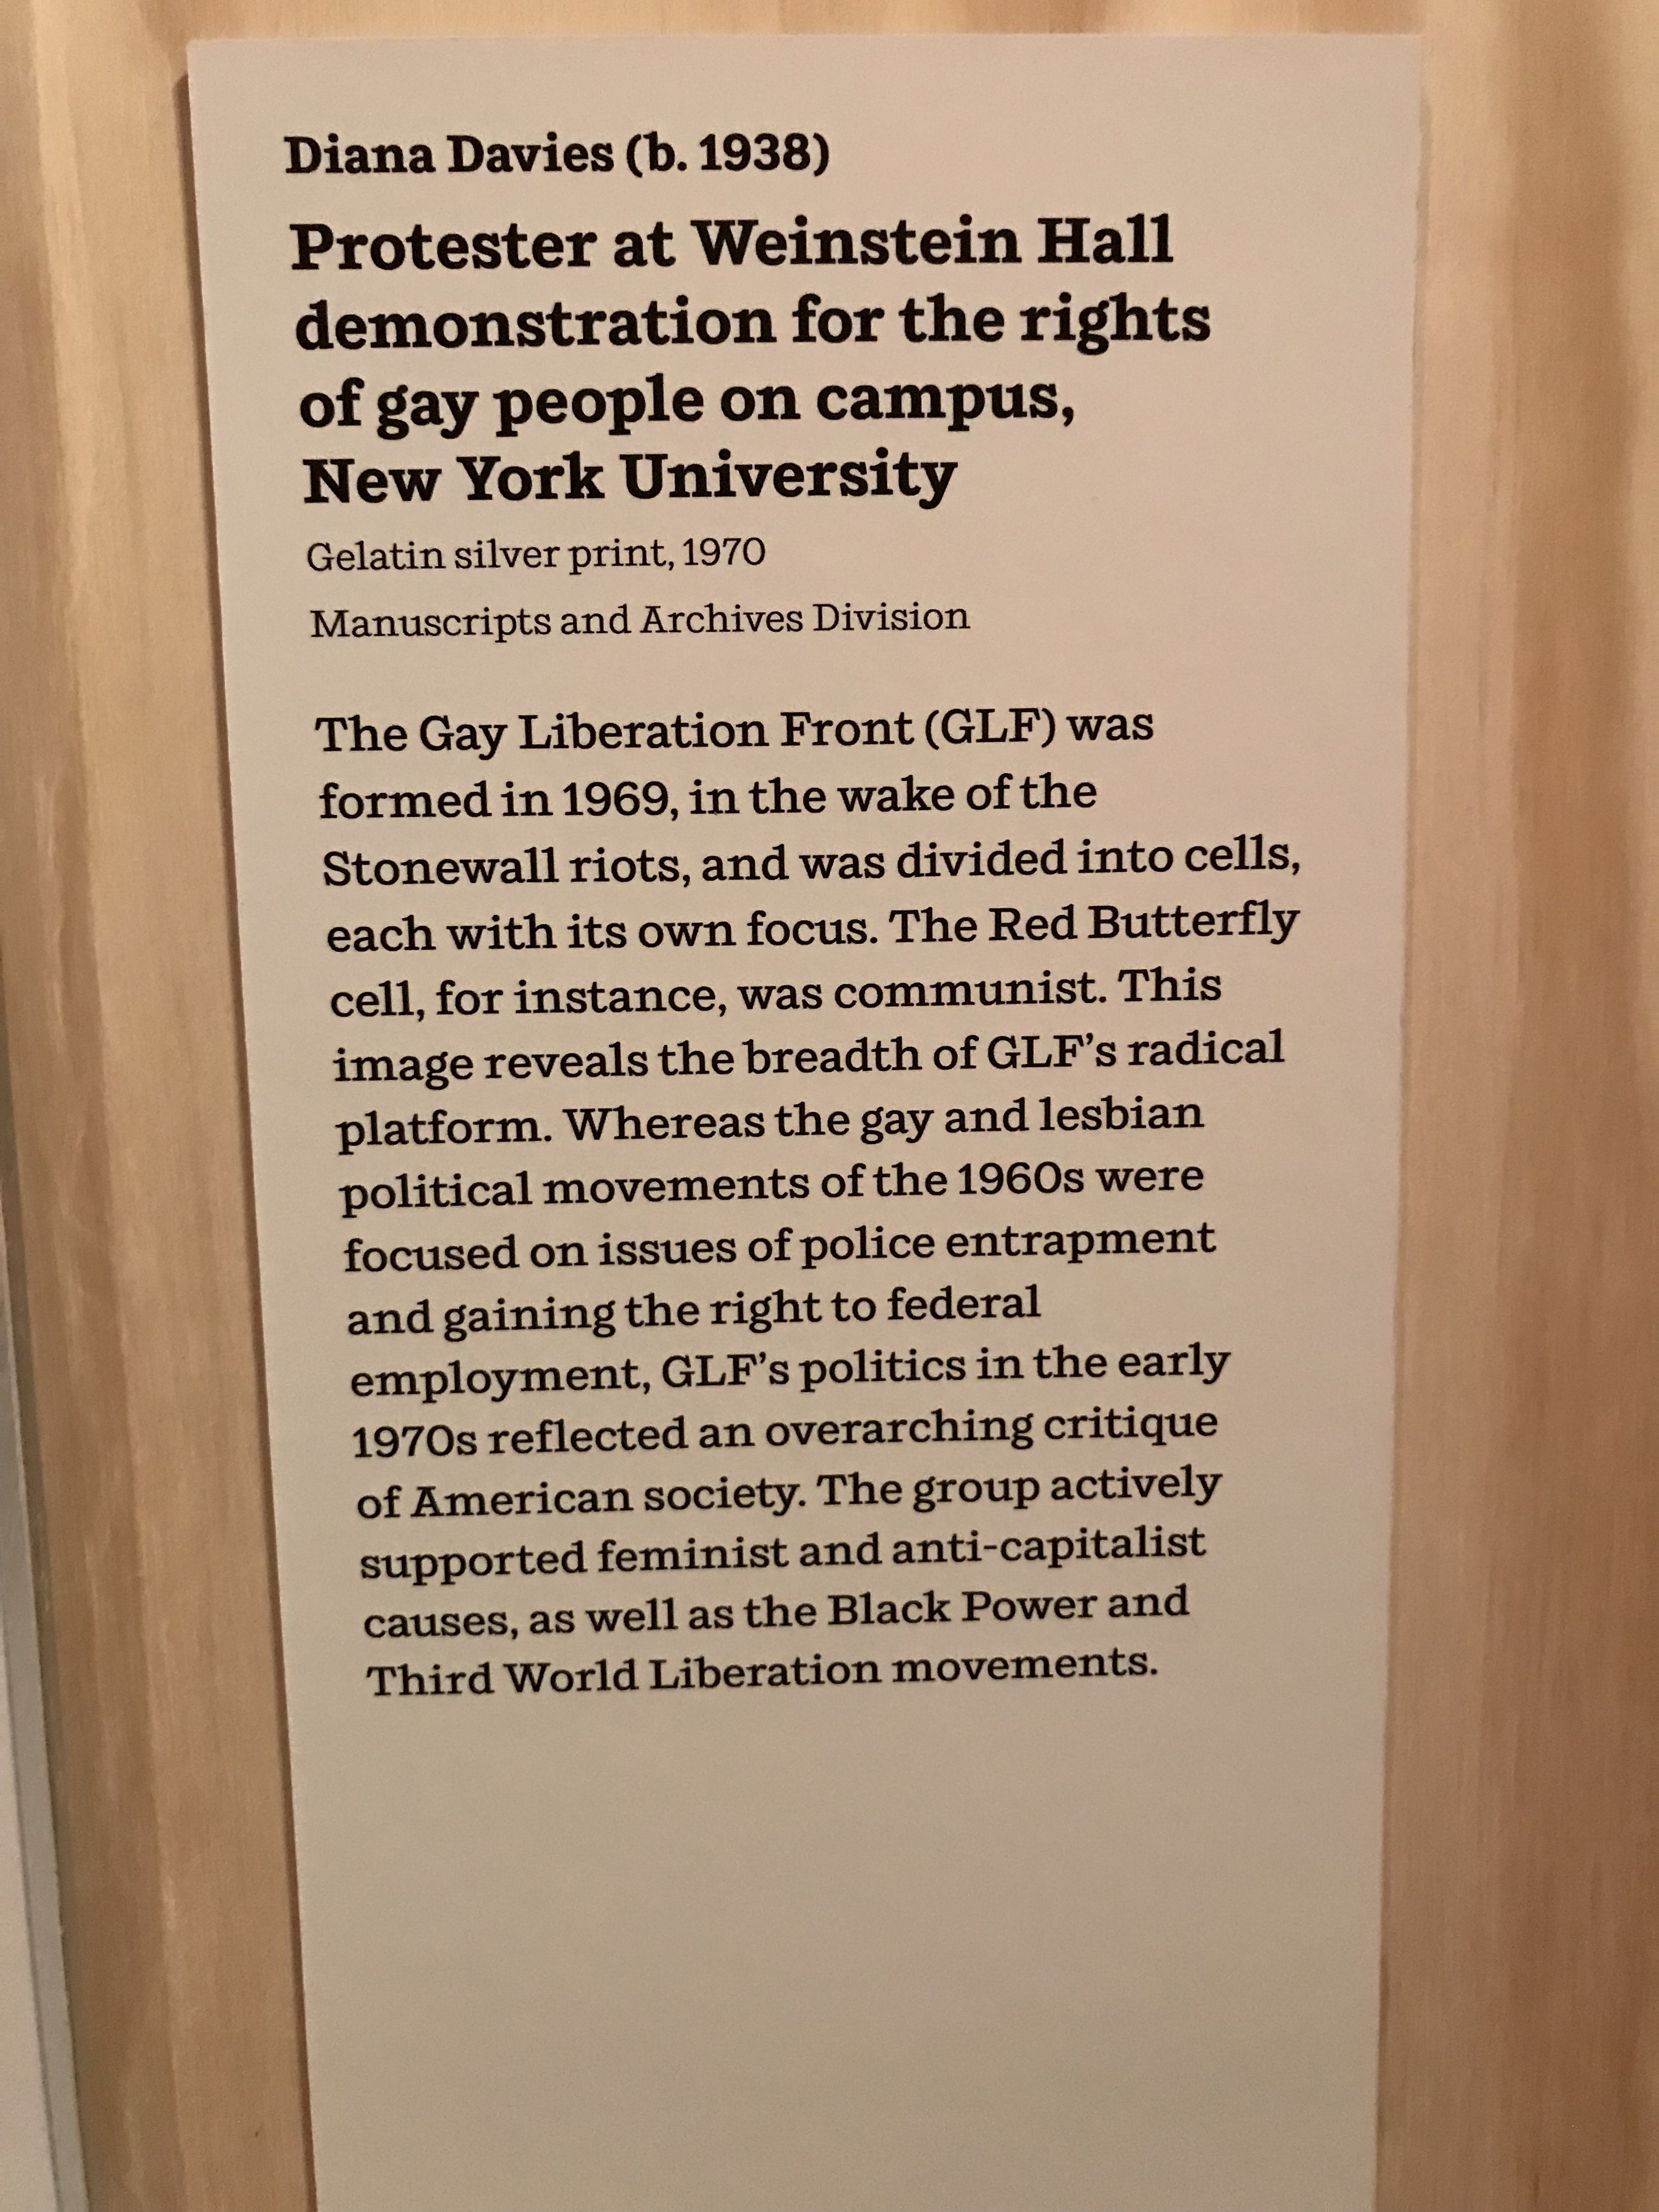 Diana Davies (b. 1938)
Protester at Weinstein Hall
demonstration for the rights
of gay people on campus,
New York University
Gelatin silver print, 1970
Manuscripts and Archives Division
The Gay Liberation Front (GLF) was
formed in 1969, in the wake of the
Stonewall riots, and was divided into cells,
each with its own focus. The Red Butterfly
cell, for instance, was communist. This
image reveals the breadth of GLF’s radical
platform. Whereas the gay and lesbian
political movements of the 1960s were
focused on issues of police entrapment
and gaining the right to federal
employment, GLF’s politics in the early
1970s reflected an overarching critique
of American society. The group actively
supported feminist and anti-capitalist
causes, as well as the Black Power and
Third World Liberation movements.